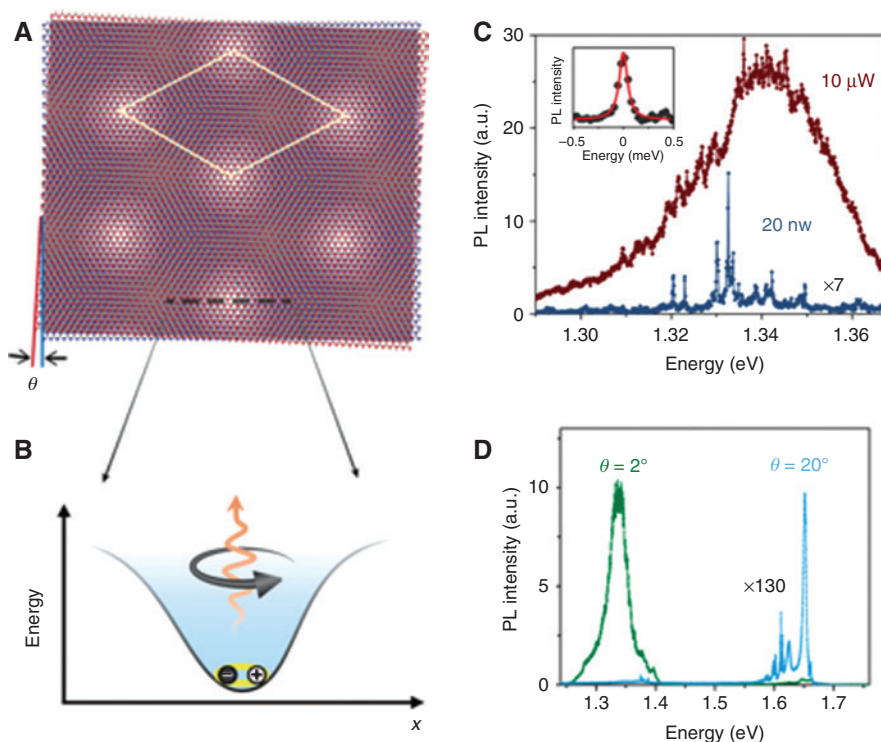 A
θ
B
Energy
− +
x
C
PL intensity (a.u.)
30
20
10
0
10 μW
20 nw
×7
PL intensity
−0.5 0 0.5
Energy (meV)
1.30 1.32 1.34 1.36
Energy (eV)
D
PL intensity (a.u.)
10
5
0
θ = 2°
θ = 20°
×130
1.3 1.4 1.5 1.6 1.7
Energy (eV)